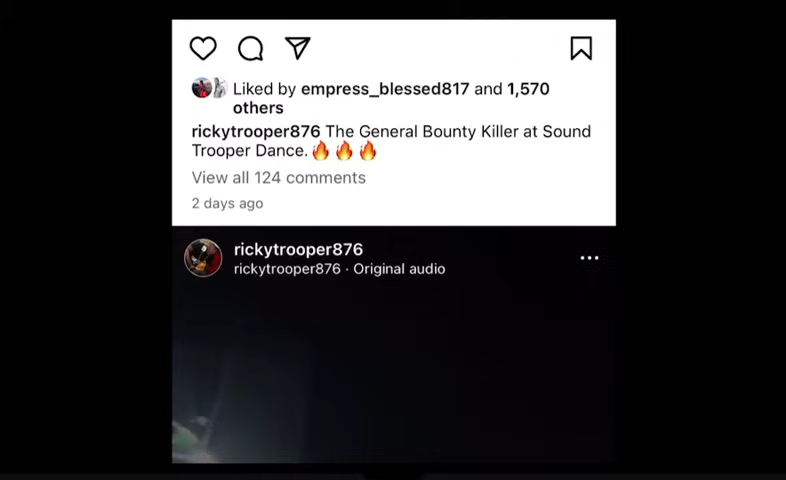 Liked by empress_blessed817 and 1,570
others
rickytrooper876 The General Bounty Killer at Sound
Trooper Dance.🔥🔥🔥
View all 124 comments
2 days ago
rickytrooper876
rickytrooper876 · Original audio